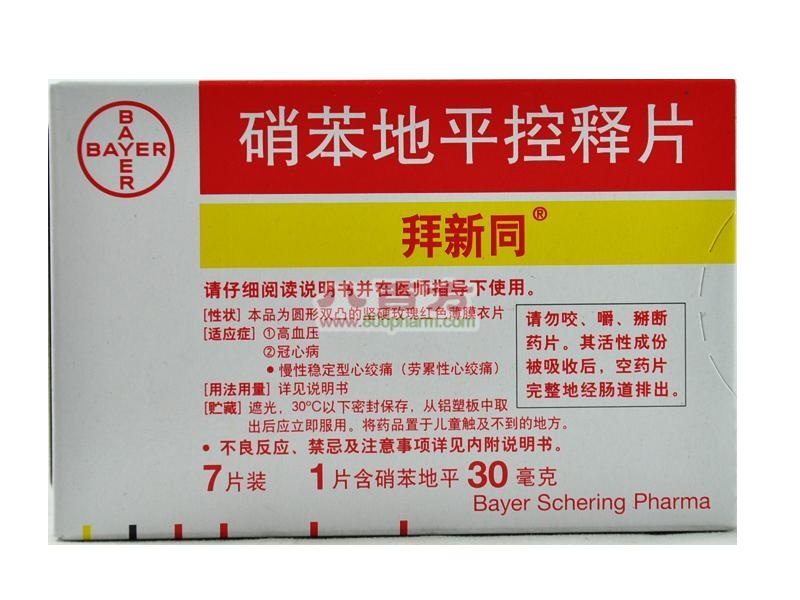 BAYER
BAYER
硝苯地平控释片
拜新同®
请仔细阅读说明书并在医师指导下使用。
八百方
www.800pharm.com
[性状] 本品为圆形双凸的坚硬玫瑰红色薄膜衣片
[适应症] ①高血压
②冠心病
• 慢性稳定型心绞痛（劳累性心绞痛）
[用法用量] 详见说明书
[贮藏] 遮光，30℃以下密封保存，从铝塑板中取
出后应立即服用。将药品置于儿童触及不到的地方。
• 不良反应、禁忌及注意事项详见内附说明书。
请勿咬、嚼、掰断
药片。其活性成份
被吸收后，空药片
完整地经肠道排出。
7片装 1片含硝苯地平 30 毫克
Bayer Schering Pharma